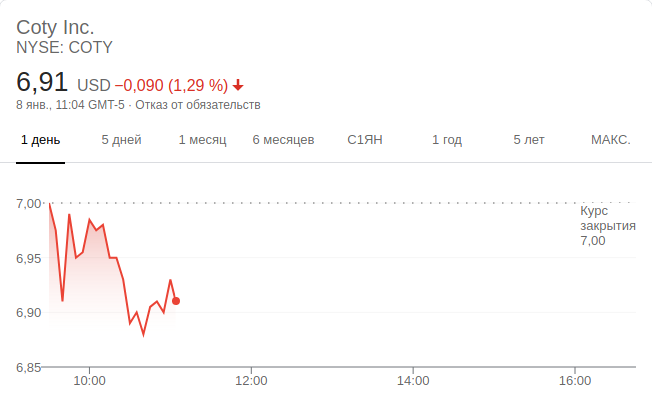 Coty Inc.
NYSE: COTY
6,91 USD −0,090 (1,29 %)
8 янв., 11:04 GMT-5 · Отказ от обязательств
1 день 5 дней 1 месяц 6 месяцев С1ЯН 1 год 5 лет МАКС.
7,00
Курс
закрытия
7,00
6,95
6,90
6,85
10:00 12:00 14:00 16:00